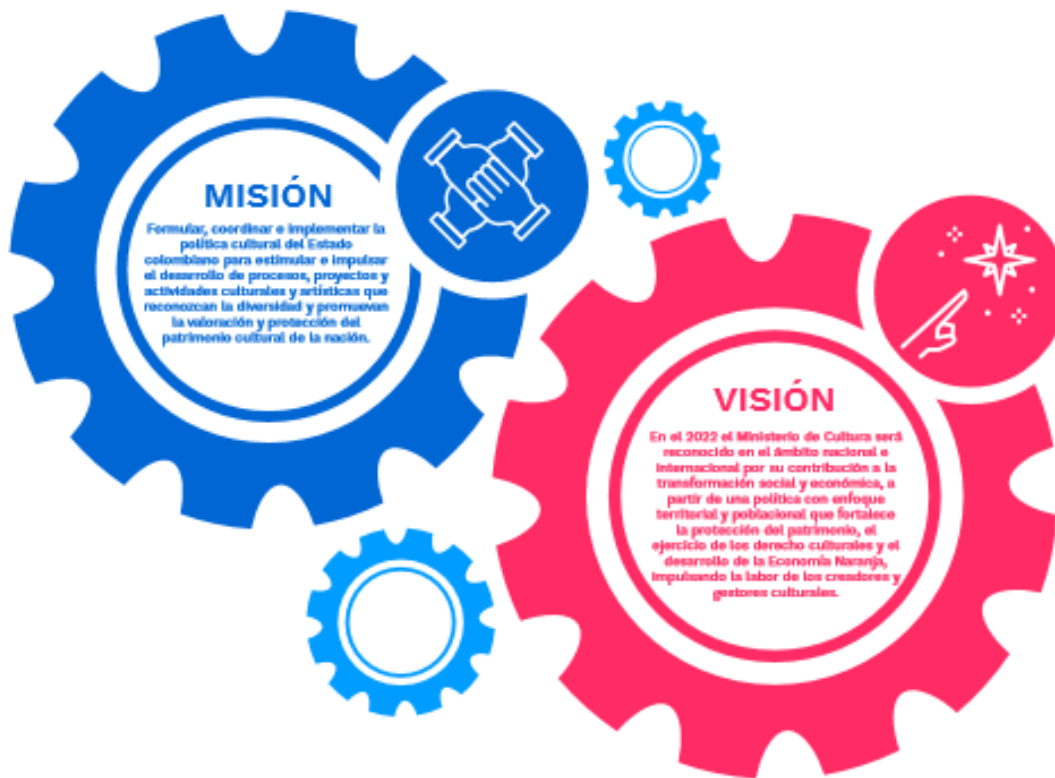 MISIÓN
Formular, coordinar e implementar la
política cultural del Estado
colombiano para estimular e impulsar
el desarrollo de procesos, proyectos y
actividades culturales y artísticas que
reconozcan la diversidad y promuevan
la valoración y protección del
patrimonio cultural de la nación.
VISIÓN
En el 2022 el Ministerio de Cultura será
reconocido en el ámbito nacional e
internacional por su contribución a la
transformación social y económica, a
partir de una política con enfoque
territorial y poblacional que fortalece
la protección del patrimonio, el
ejercicio de los derecho culturales y el
desarrollo de la Economía Naranja,
impulsando la labor de los creadores y
gestores culturales.